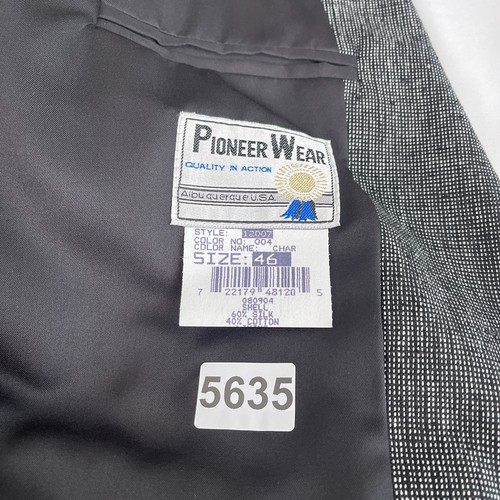 PIONEER WEAR
QUALITY IN ACTION
Albuquerque U.S.A
STYLE: 12007
COLOR NO: 004
COLOR NAME: CHAR
SIZE: 46
7 22179 48120 5
080904
SHELL
60% SILK
40% COTTON
5635